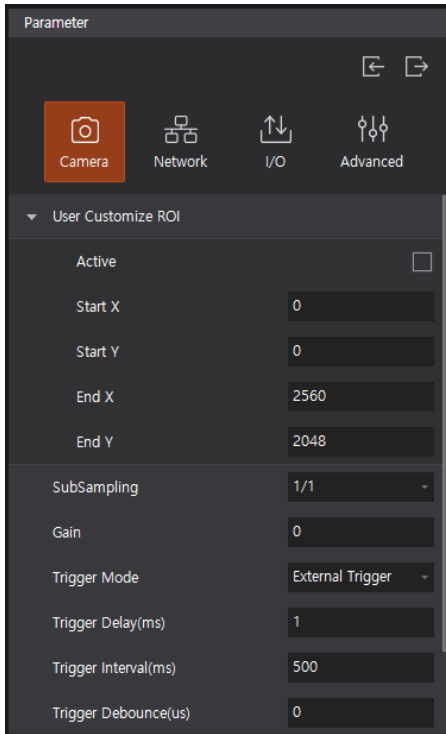 Parameter
Camera Network I/O Advanced
User Customize ROI
Active
Start X 0
Start Y 0
End X 2560
End Y 2048
SubSampling 1/1
Gain 0
Trigger Mode External Trigger
Trigger Delay(ms) 1
Trigger Interval(ms) 500
Trigger Debounce(us) 0